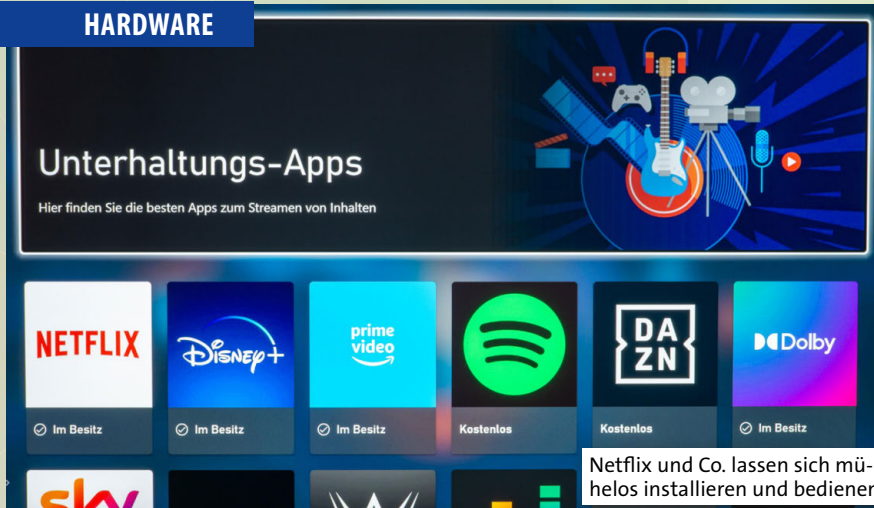 HARDWARE
Unterhaltungs-Apps
Hier finden Sie die besten Apps zum Streamen von Inhalten
NETFLIX
Disney+
prime
video
DA
ZN
Dolby
Im Besitz
Im Besitz
Im Besitz
Kostenlos
Kostenlos
Im Besitz
sky
Netflix und Co. lassen sich mü-
helos installieren und bedienen